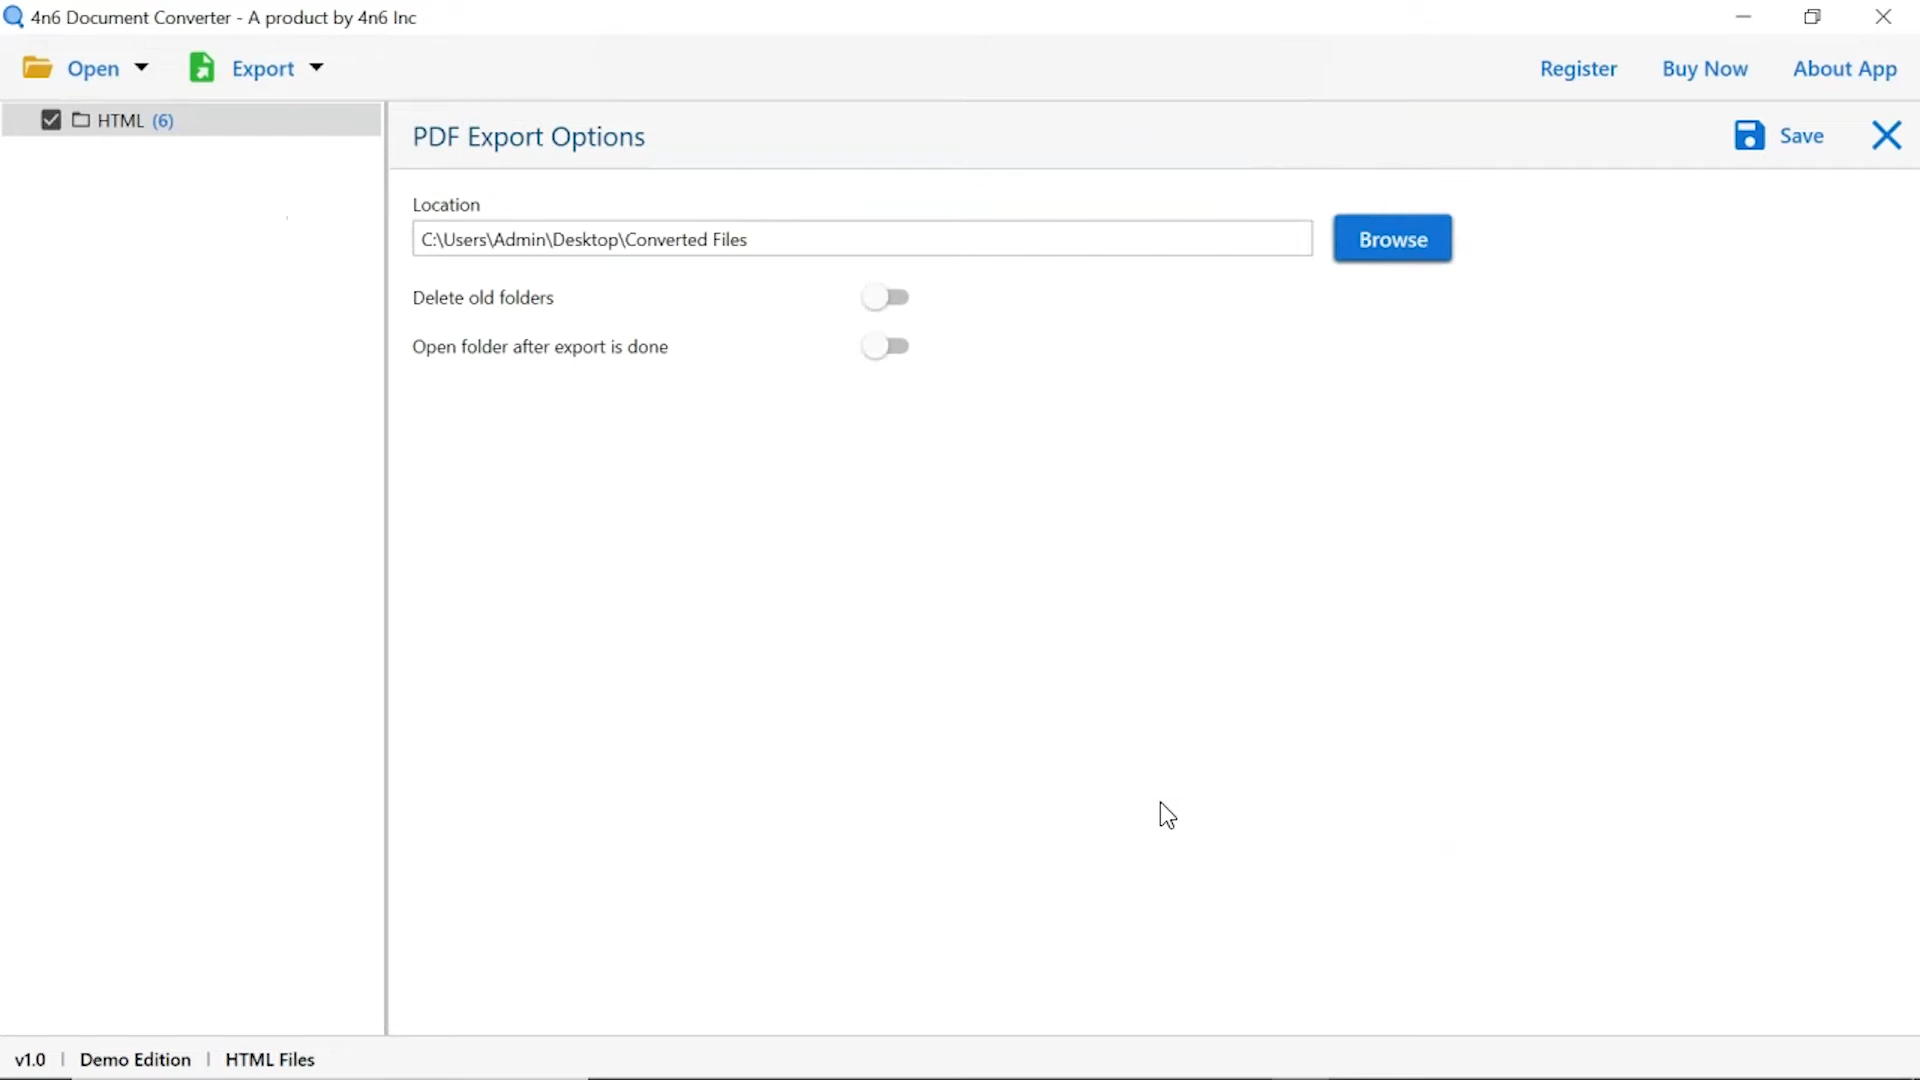 4n6 Document Converter - A product by 4n6 Inc
Open Export Register Buy Now About App
HTML (6)
PDF Export Options Save
Location
C:\Users\Admin\Desktop\Converted Files Browse
Delete old folders
Open folder after export is done
v1.0 | Demo Edition | HTML Files